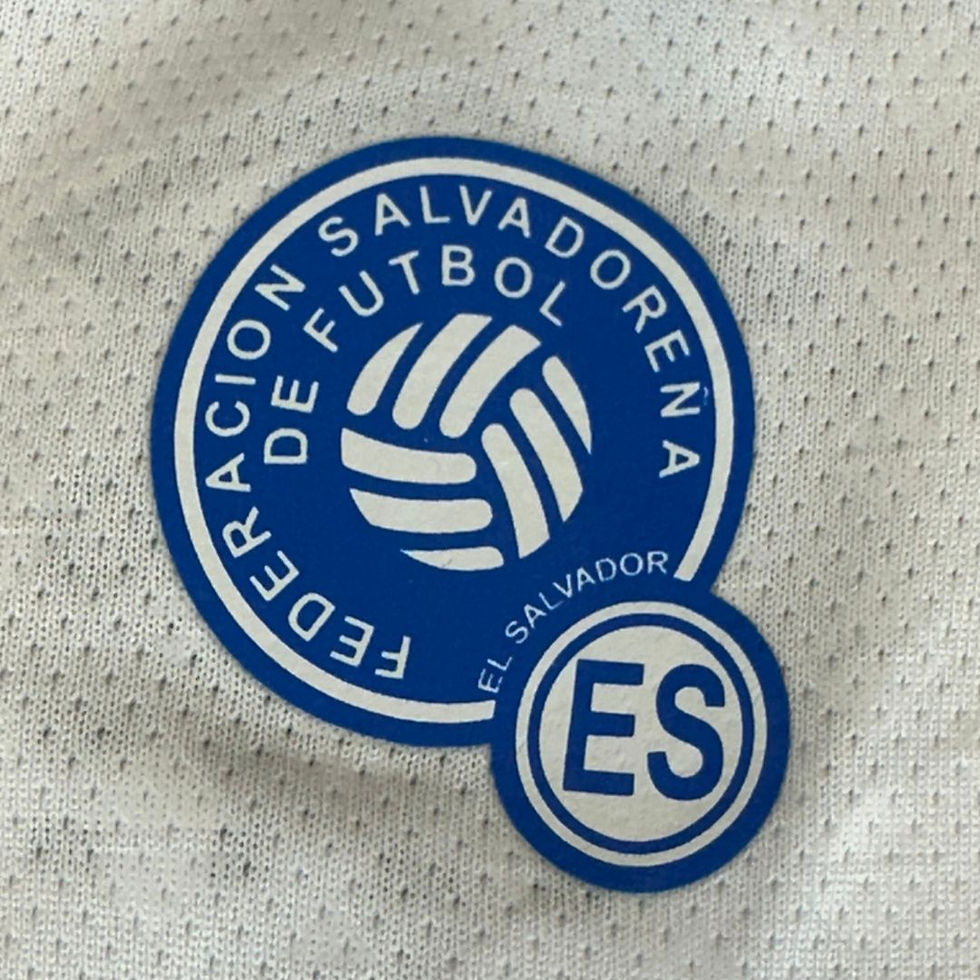 FEDERACION SALVADOREÑA
DE FUTBOL
EL SALVADOR
ES